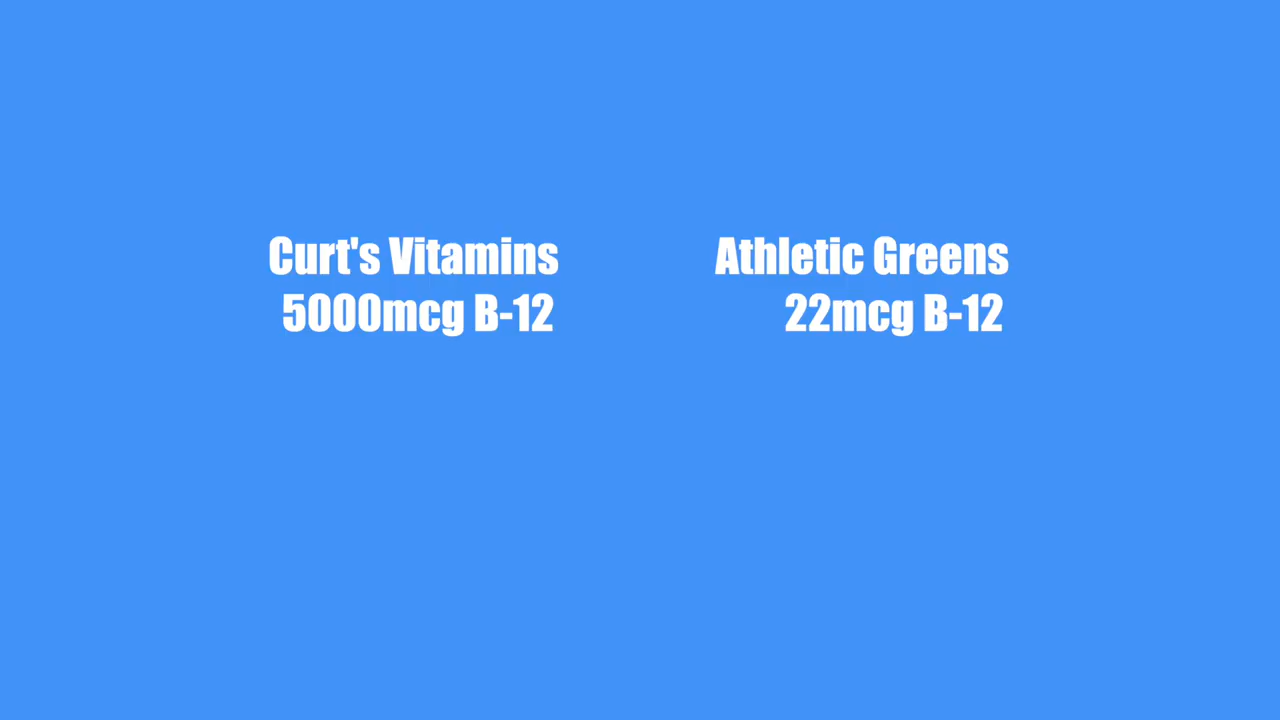 Curt's Vitamins
5000mcg B-12
Athletic Greens
22mcg B-12